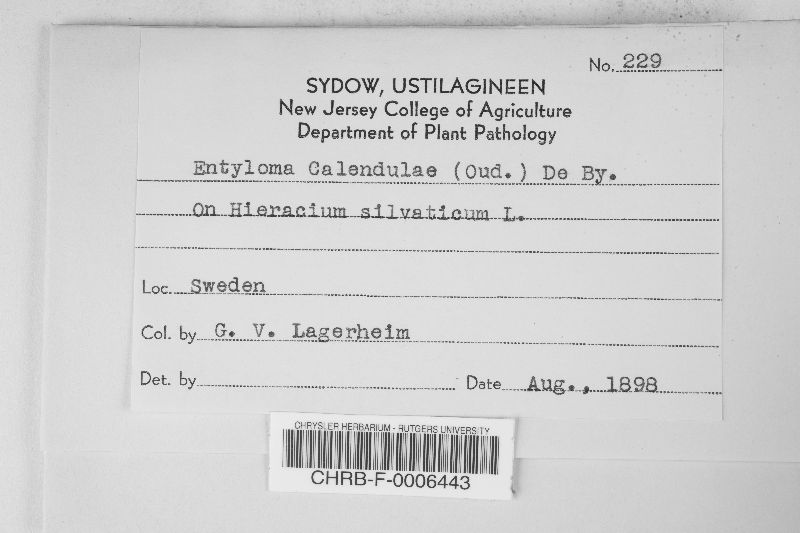 No. 229
SYDOW, USTILAGINEEN
New Jersey College of Agriculture
Department of Plant Pathology
Entyloma Calendulae (Oud.) De By.
On Hieracium silvaticum L.
Loc. Sweden
Col. by G. V. Lagerheim
Det. by
Date Aug., 1898
CHRYSLER HERBARIUM - RUTGERS UNIVERSITY
CHRB-F-0006443